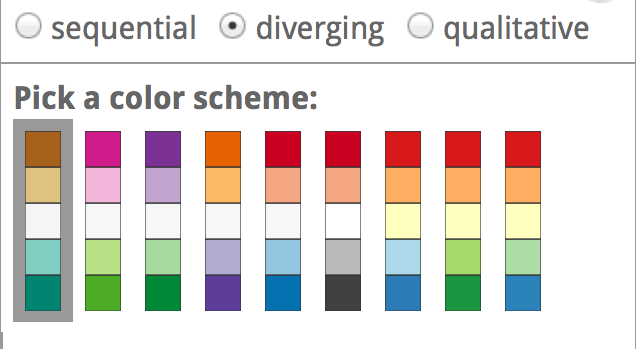 sequential diverging qualitative
Pick a color scheme: